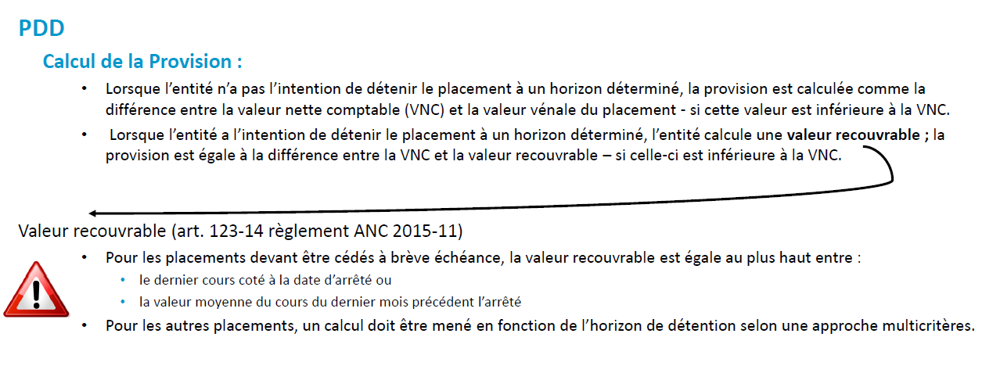 PDD
Calcul de la Provision :
• Lorsque l’entité n’a pas l’intention de détenir le placement à un horizon déterminé, la provision est calculée comme la
différence entre la valeur nette comptable (VNC) et la valeur vénale du placement - si cette valeur est inférieure à la VNC.
• Lorsque l’entité a l’intention de détenir le placement à un horizon déterminé, l’entité calcule une valeur recouvrable ; la
provision est égale à la différence entre la VNC et la valeur recouvrable – si celle-ci est inférieure à la VNC.
Valeur recouvrable (art. 123-14 règlement ANC 2015-11)
• Pour les placements devant être cédés à brève échéance, la valeur recouvrable est égale au plus haut entre :
• le dernier cours coté à la date d’arrêté ou
• la valeur moyenne du cours du dernier mois précédent l’arrêté
• Pour les autres placements, un calcul doit être mené en fonction de l’horizon de détention selon une approche multicritères.